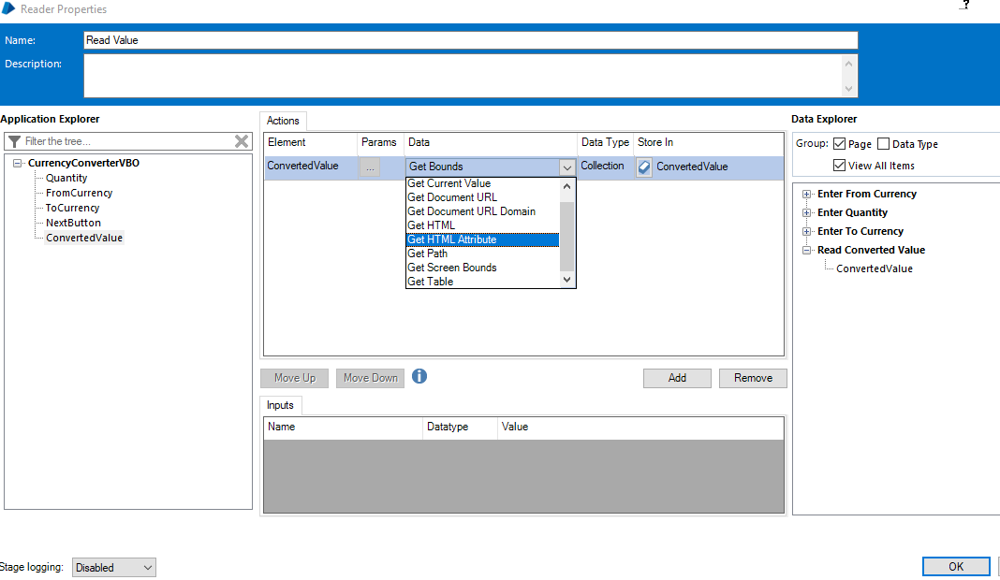 Reader Properties
?
Name:
Read Value
Description:
Application Explorer
Filter the tree...
CurrencyConverterVBO
Quantity
FromCurrency
ToCurrency
NextButton
ConvertedValue
Actions
Element Params Data Data Type Store In
ConvertedValue ... Get Bounds Collection ConvertedValue
Get Current Value
Get Document URL
Get Document URL Domain
Get HTML
Get HTML Attribute
Get Path
Get Screen Bounds
Get Table
Move Up Move Down i Add Remove
Inputs
Name Datatype Value
Data Explorer
Group: Page Data Type
View All Items
Enter From Currency
Enter Quantity
Enter To Currency
Read Converted Value
ConvertedValue
Stage logging: Disabled
OK